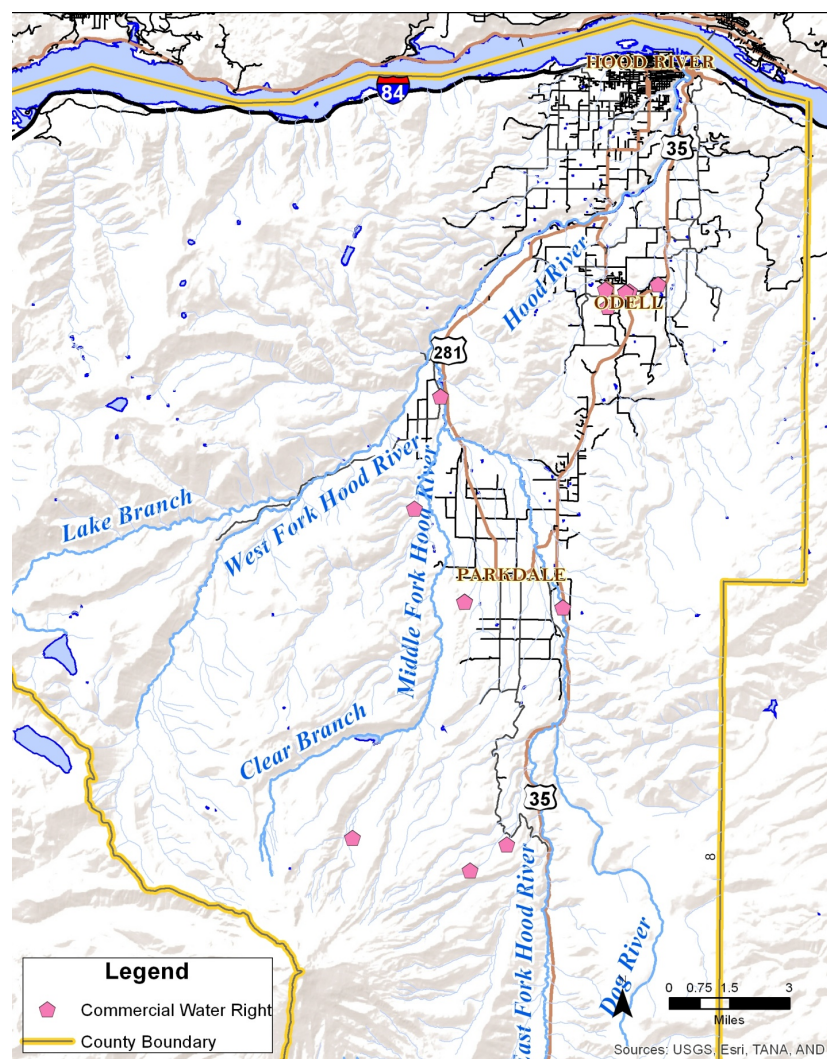 HOOD RIVER
84
35
Hood River
ODELL
281
Lake Branch
West Fork Hood River
Middle Fork Hood River
PARKDALE
Clear Branch
35
8
East Fork Hood River
Dog River
Legend
Commercial Water Right
County Boundary
0 0.75 1.5 3
Miles
Sources: USGS, Esri, TANA, AND